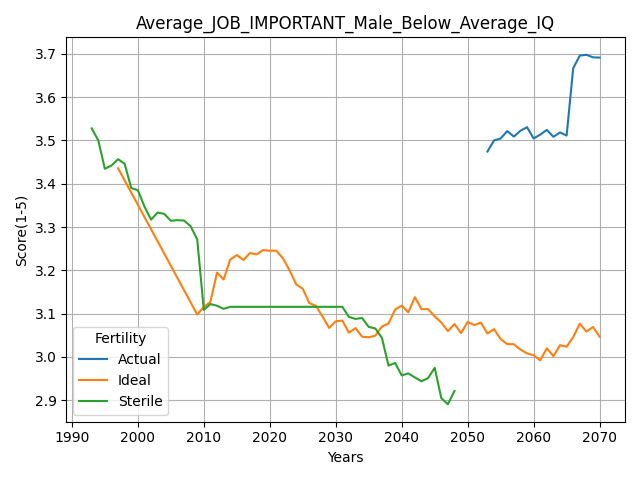 Average_JOB_IMPORTANT_Male_Below_Average_IQ
Score(1-5)
3.7
3.6
3.5
3.4
3.3
3.2
3.1
3.0
2.9
Fertility
Actual
Ideal
Sterile
1990 2000 2010 2020 2030 2040 2050 2060 2070
Years